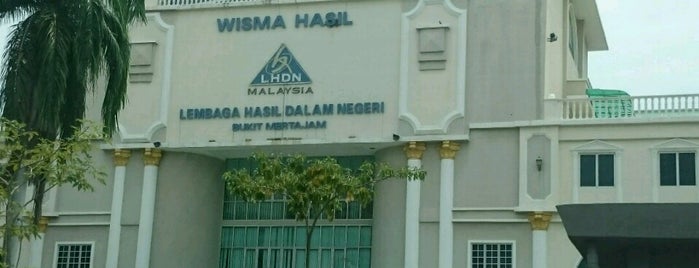 WISMA HASIL
LHDN
MALAYSIA
LEMBAGA HASIL DALAM NEGERI
BUKIT MERTAJAM